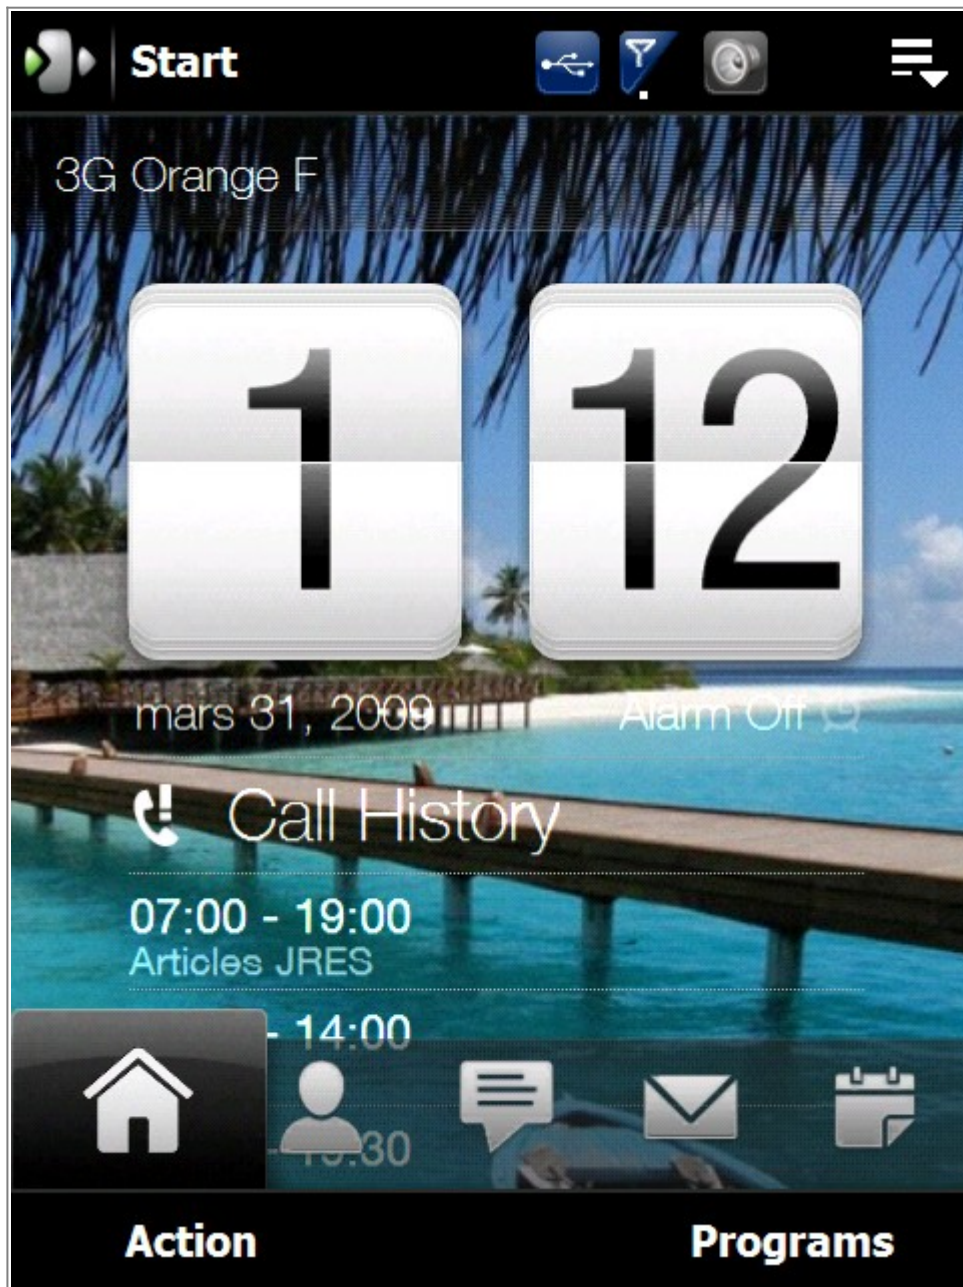 Start
3G Orange F
1 12
mars 31, 2009 Alarm Off
Call History
07:00 - 19:00
Articles JRES
- 14:00
Action Programs